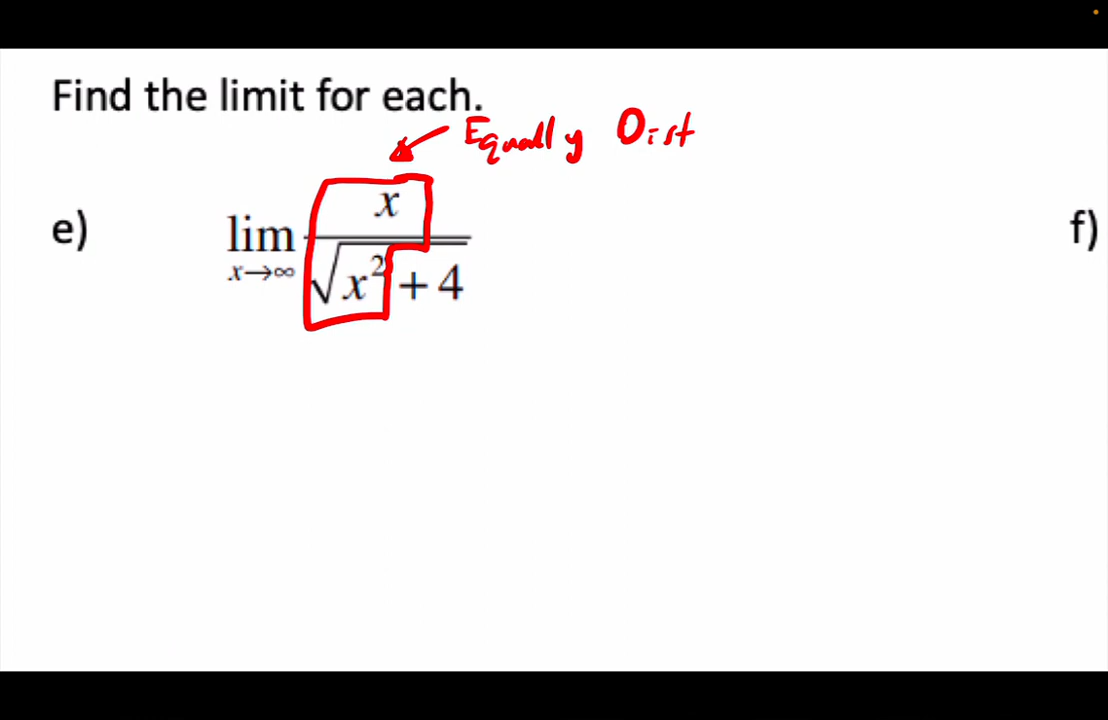 Find the limit for each.
Equally Dist
e) lim x→∞ x / √(x² + 4)
f)